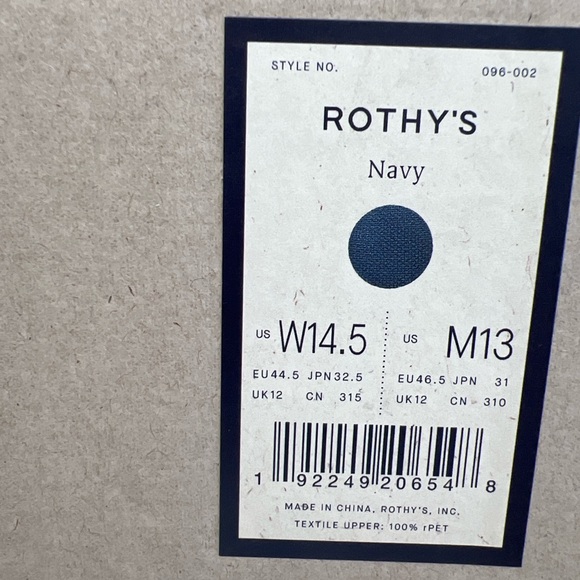 STYLE NO. 096-002
ROTHY'S
Navy
US W14.5 US M13
EU44.5 JPN32.5 EU46.5 JPN 31
UK12 CN 315 UK12 CN 310
1 92249 20654 8
MADE IN CHINA, ROTHY'S, INC.
TEXTILE UPPER: 100% rPET